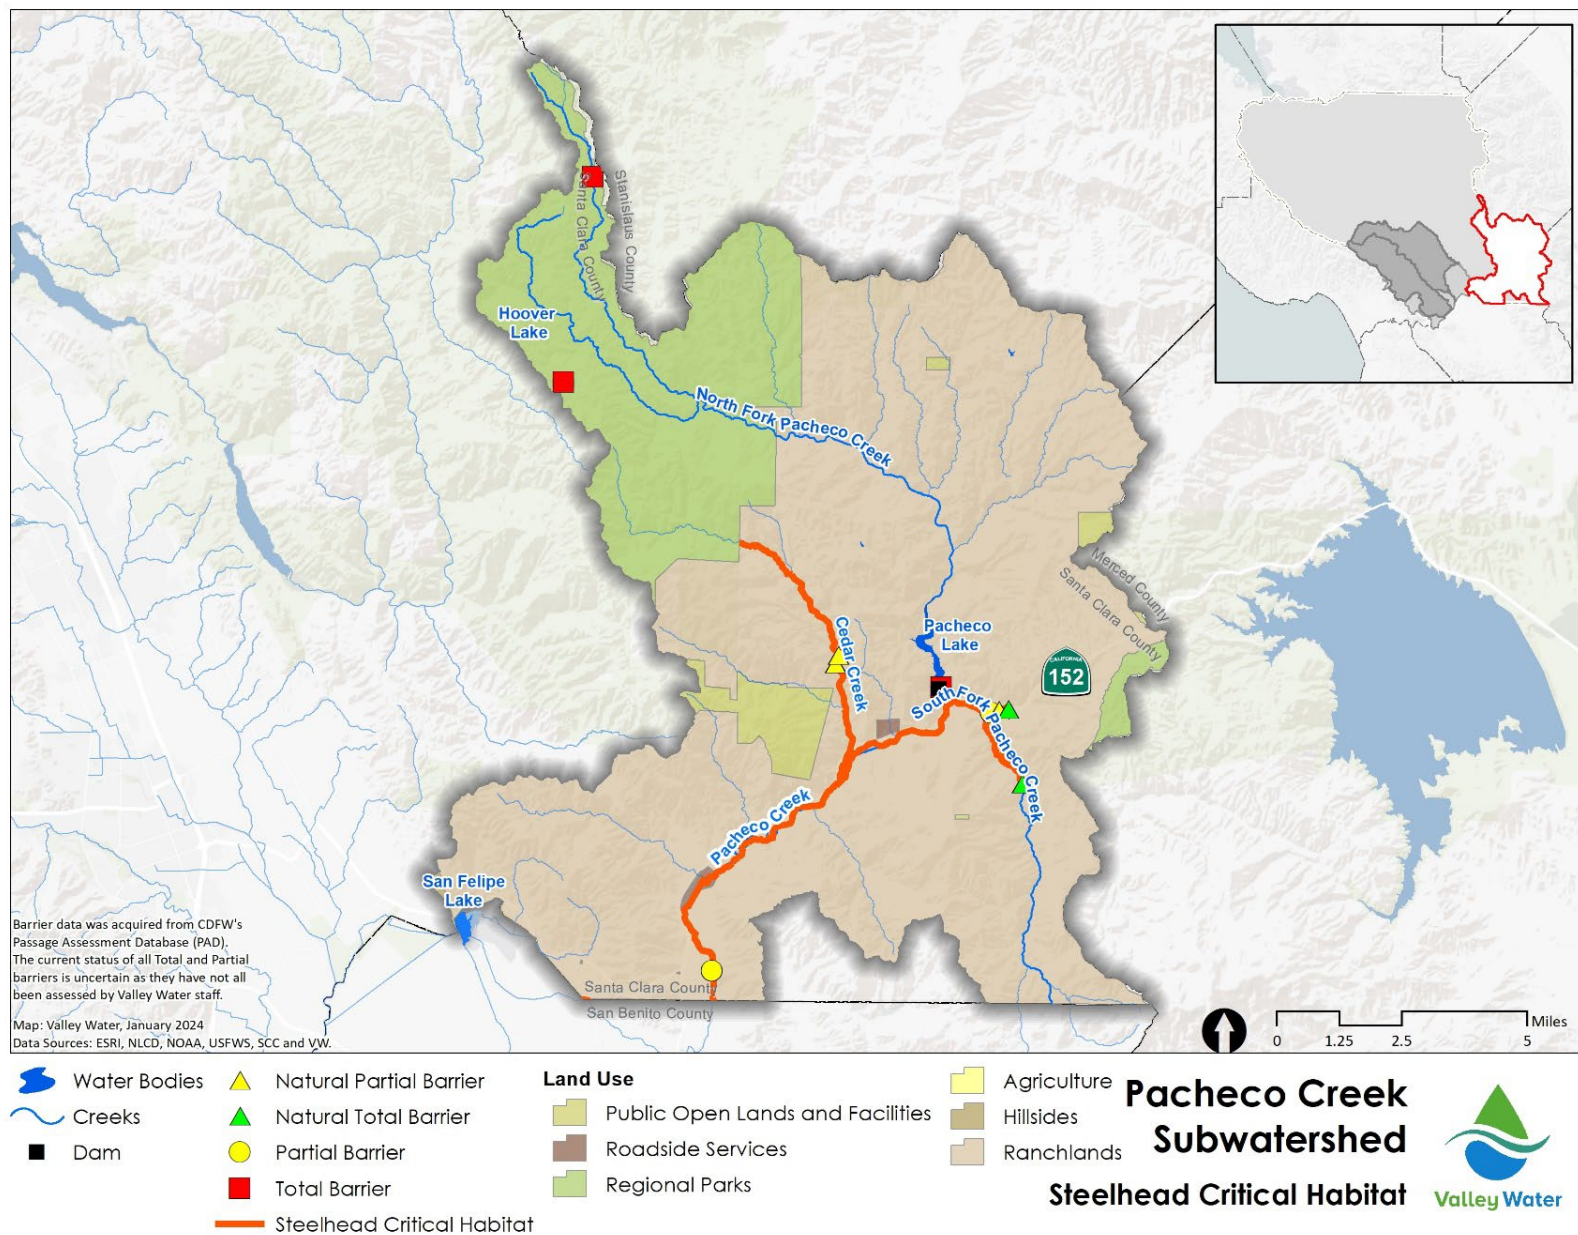 Stanislaus County
Santa Clara County
Hoover
Lake
North Fork Pacheco Creek
Merced County
Santa Clara County
Cedar Creek
Pacheco
Lake
CALIFORNIA
152
South Fork Pacheco Creek
Pacheco Creek
San Felipe
Lake
Santa Clara County
San Benito County
Barrier data was acquired from CDFW's
Passage Assessment Database (PAD).
The current status of all Total and Partial
barriers is uncertain as they have not all
been assessed by Valley Water staff.
Map: Valley Water, January 2024
Data Sources: ESRI, NLCD, NOAA, USFWS, SCC and VW.
Miles
0 1.25 2.5 5
Water Bodies
Creeks
Dam
Natural Partial Barrier
Natural Total Barrier
Partial Barrier
Total Barrier
Steelhead Critical Habitat
Land Use
Public Open Lands and Facilities
Roadside Services
Regional Parks
Agriculture
Hillsides
Ranchlands
Pacheco Creek
Subwatershed
Steelhead Critical Habitat
Valley Water